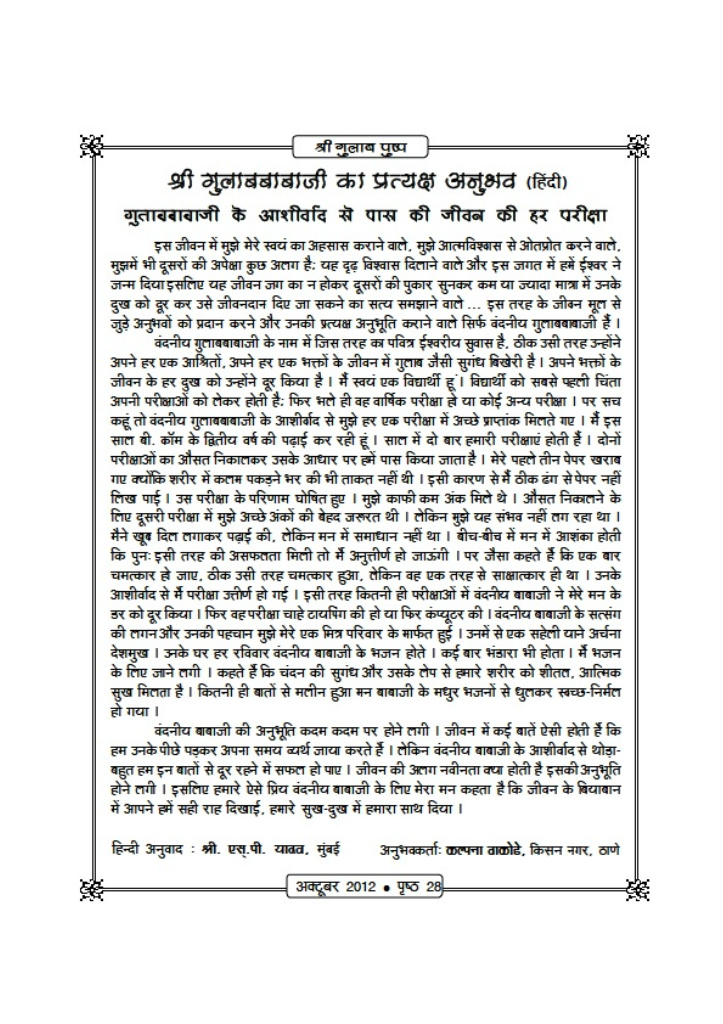 श्री गुलाब पुष्प
श्री गुलाबबाबाजी का प्रत्यक्ष अनुभव (हिंदी)
गुलाबबाबाजी के आशीर्वाद से पास की जीवन की हर परीक्षा
इस जीवन में मुझे मेरे स्वयं का अहसास कराने वाले, मुझे आत्मविश्वास से ओतप्रोत करने वाले,
मुझमें भी दूसरों की अपेक्षा कुछ अलग है; यह दृढ़ विश्वास दिलाने वाले और इस जगत में हमें ईश्वर ने
जन्म दिया इसलिए यह जीवन जग का न होकर दूसरों की पुकार सुनकर कम या ज्यादा मात्रा में उनके
दुख को दूर कर उसे जीवनदान दिए जा सकने का सत्य समझाने वाले ... इस तरह के जीवन मूल से
जुड़े अनुभवों को प्रदान करने और उनकी प्रत्यक्ष अनुभूति कराने वाले सिर्फ वंदनीय गुलाबबाबाजी हैं ।
वंदनीय गुलाबबाबाजी के नाम में जिस तरह का पवित्र ईश्वरीय सुवास है, ठीक उसी तरह उन्होंने
अपने हर एक आश्रितों, अपने हर एक भक्तों के जीवन में गुलाब जैसी सुगंध बिखेरी है । अपने भक्तों के
जीवन के हर दुख को उन्होंने दूर किया है । मैं स्वयं एक विद्यार्थी हूं । विद्यार्थी को सबसे पहली चिंता
अपनी परीक्षाओं को लेकर होती है; फिर भले ही वह वार्षिक परीक्षा हो या कोई अन्य परीक्षा । पर सच
कहूं तो वंदनीय गुलाबबाबाजी के आशीर्वाद से मुझे हर एक परीक्षा में अच्छे प्राप्तांक मिलते गए । मैं इस
साल बी. कॉम के द्वितीय वर्ष की पढ़ाई कर रही हूं । साल में दो बार हमारी परीक्षाएं होती हैं । दोनों
परीक्षाओं का औसत निकालकर उसके आधार पर हमें पास किया जाता है । मेरे पहले तीन पेपर खराब
गए क्योंकि शरीर में कलम पकड़ने भर की भी ताकत नहीं थी । इसी कारण से मैं ठीक ढंग से पेपर नहीं
लिख पाई । उस परीक्षा के परिणाम घोषित हुए । मुझे काफी कम अंक मिले थे । औसत निकालने के
लिए दूसरी परीक्षा में मुझे अच्छे अंकों की बेहद जरूरत थी । लेकिन मुझे यह संभव नहीं लग रहा था ।
मैने खूब दिल लगाकर पढ़ाई की, लेकिन मन में समाधान नहीं था । बीच-बीच में मन में आशंका होती
कि पुनः इसी तरह की असफलता मिली तो मैं अनुत्तीर्ण हो जाऊंगी । पर जैसा कहते हैं कि एक बार
चमत्कार हो जाए, ठीक उसी तरह चमत्कार हुआ, लेकिन वह एक तरह से साक्षात्कार ही था । उनके
आशीर्वाद से मैं परीक्षा उत्तीर्ण हो गई । इसी तरह कितनी ही परीक्षाओं में वंदनीय बाबाजी ने मेरे मन के
डर को दूर किया । फिर वह परीक्षा चाहे टायपिंग की हो या फिर कंप्यूटर की । वंदनीय बाबाजी के सत्संग
की लगन और उनकी पहचान मुझे मेरे एक मित्र परिवार के मार्फत हुई । उनमें से एक सहेली याने अर्चना
देशमुख । उनके घर हर रविवार वंदनीय बाबाजी के भजन होते । कई बार भंडारा भी होता । मैं भजन
के लिए जाने लगी । कहते हैं कि चंदन की सुगंध और उसके लेप से हमारे शरीर को शीतल, आत्मिक
सुख मिलता है । कितनी ही बातों से मलीन हुआ मन बाबाजी के मधुर भजनों से धुलकर स्वच्छ-निर्मल
हो गया ।
वंदनीय बाबाजी की अनुभूति कदम कदम पर होने लगी । जीवन में कई बातें ऐसी होती हैं कि
हम उनके पीछे पड़कर अपना समय व्यर्थ जाया करते हैं । लेकिन वंदनीय बाबाजी के आशीर्वाद से थोड़ा-
बहुत हम इन बातों से दूर रहने में सफल हो पाए । जीवन की अलग नवीनता क्या होती है इसकी अनुभूति
होने लगी । इसलिए हमारे ऐसे प्रिय वंदनीय बाबाजी के लिए मेरा मन कहता है कि जीवन के बियाबान
में आपने हमें सही राह दिखाई, हमारे सुख-दुख में हमारा साथ दिया ।
हिन्दी अनुवाद : श्री. एस.पी. यादव, मुंबई अनुभवकर्ताः कल्पना ठाकोडे, किसन नगर, ठाणे
अक्टूबर 2012 ● पृष्ठ 28